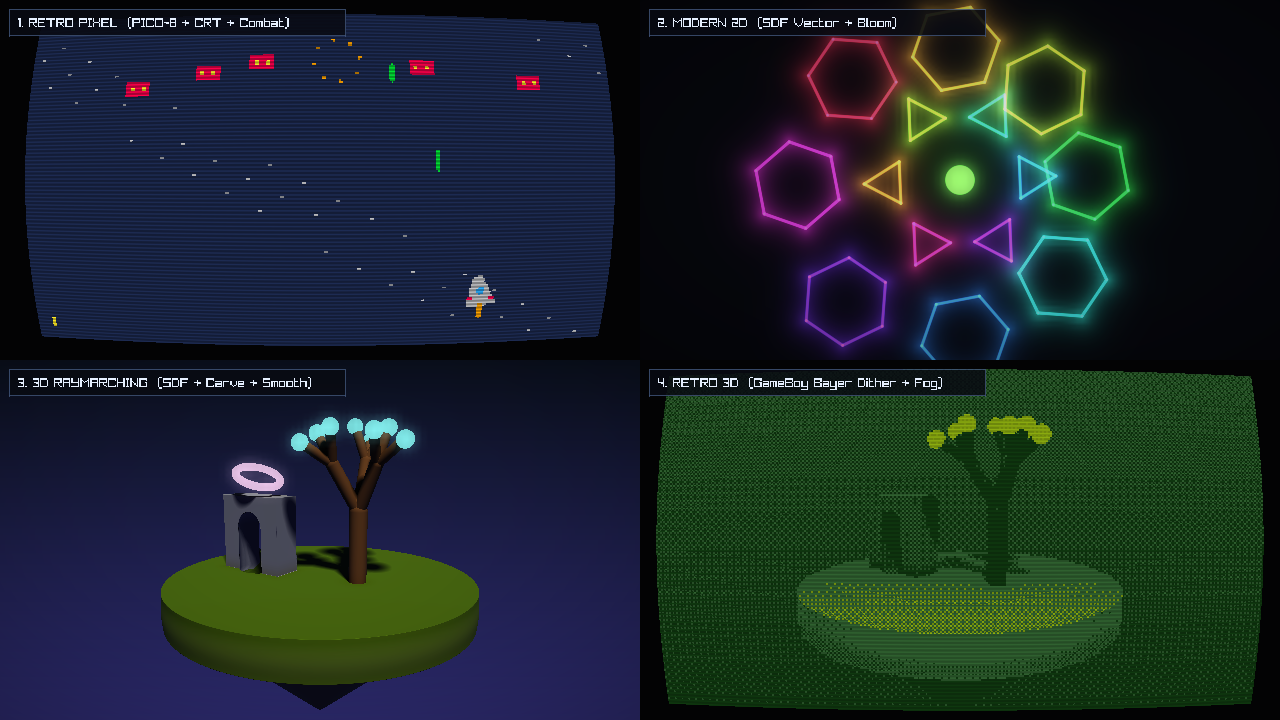 1. RETRO PIXEL (PICO-8 + CRT + Combat)
2. MODERN 2D (SDF Vector + Bloom)
3. 3D RAYMARCHING (SDF + Carve + Smooth)
4. RETRO 3D (GameBoy Bayer Dither + Fog)